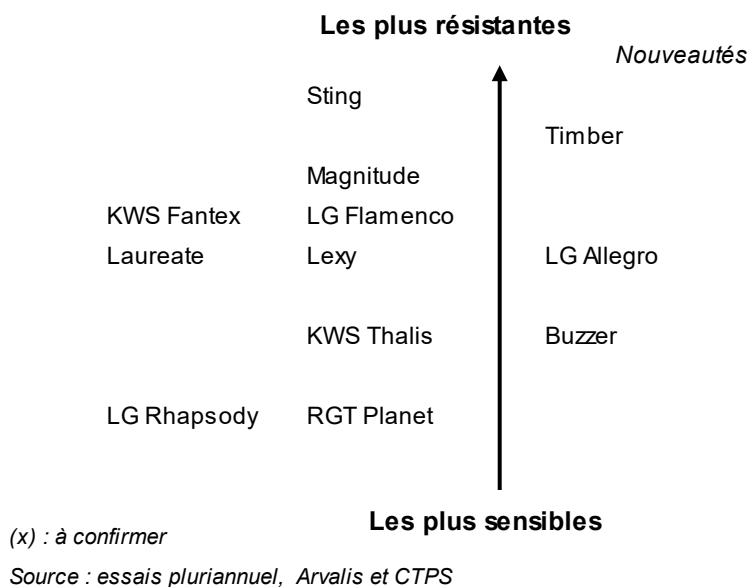 Les plus résistantes
Nouveautés
Sting
Timber
Magnitude
KWS Fantex LG Flamenco
Laureate Lexy LG Allegro
KWS Thalis Buzzer
LG Rhapsody RGT Planet
Les plus sensibles
(x) : à confirmer
Source : essais pluriannuel, Arvalis et CTPS